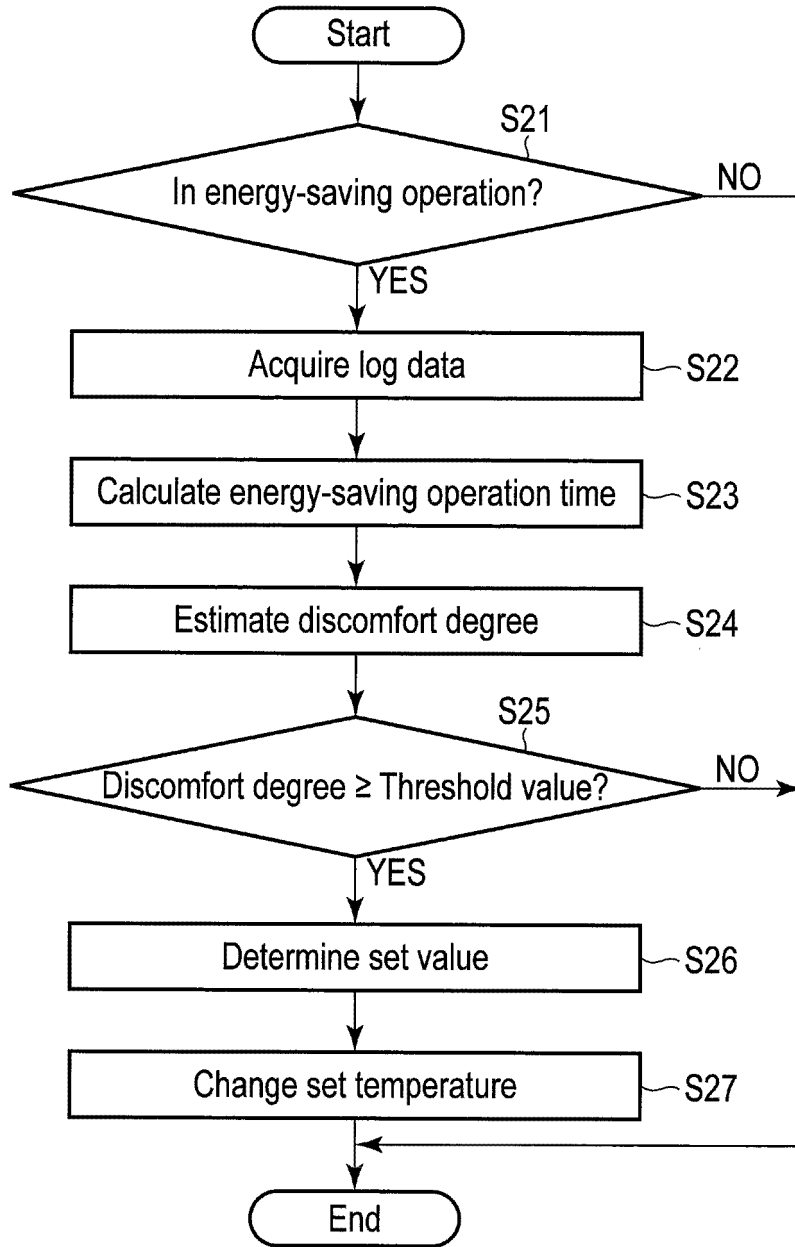 Start
S21
In energy-saving operation?
NO
YES
Acquire log data
S22
Calculate energy-saving operation time
S23
Estimate discomfort degree
S24
S25
Discomfort degree ≥ Threshold value?
NO
YES
Determine set value
S26
Change set temperature
S27
End